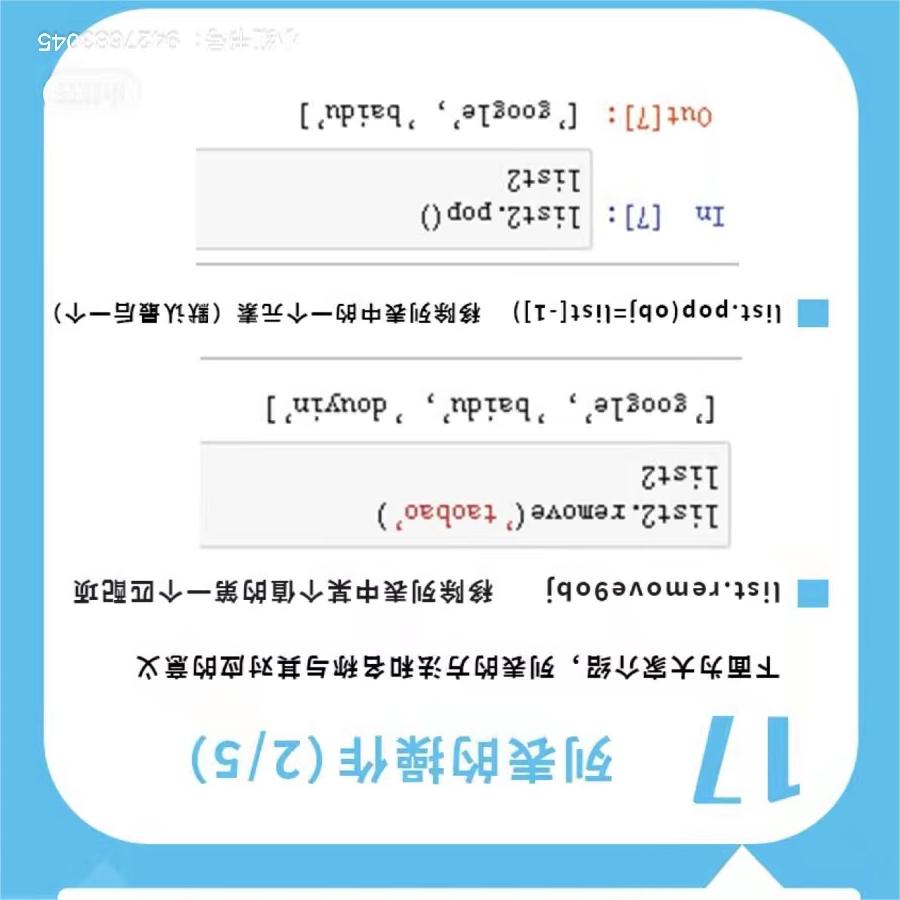 17 列表的操作(2/5)
下面为大家介绍，列表的方法和名称与其对应的意义
list.remove9obj 移除列表中某个值的第一个匹配项
list2.remove('taobao')
list2
['google', 'baidu', 'douyin']
list.pop(obj=list[-1]) 移除列表中的一个元素（默认最后一个）
In [7]: list2.pop()
list2
Out[7]: ['google', 'baidu']
小红书号：